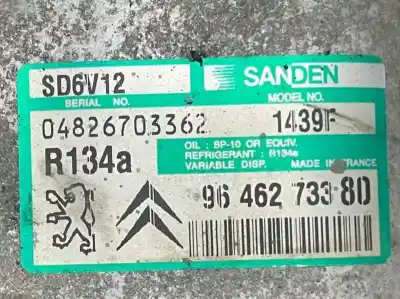 SD6V12
SANDEN
SERIAL NO.
MODEL NO.
04826703362
1439F
R134a
OIL : SP-10 OR EQUIV.
REFRIGERANT : R134a
VARIABLE DISP. MADE IN FRANCE
96 462 733 80